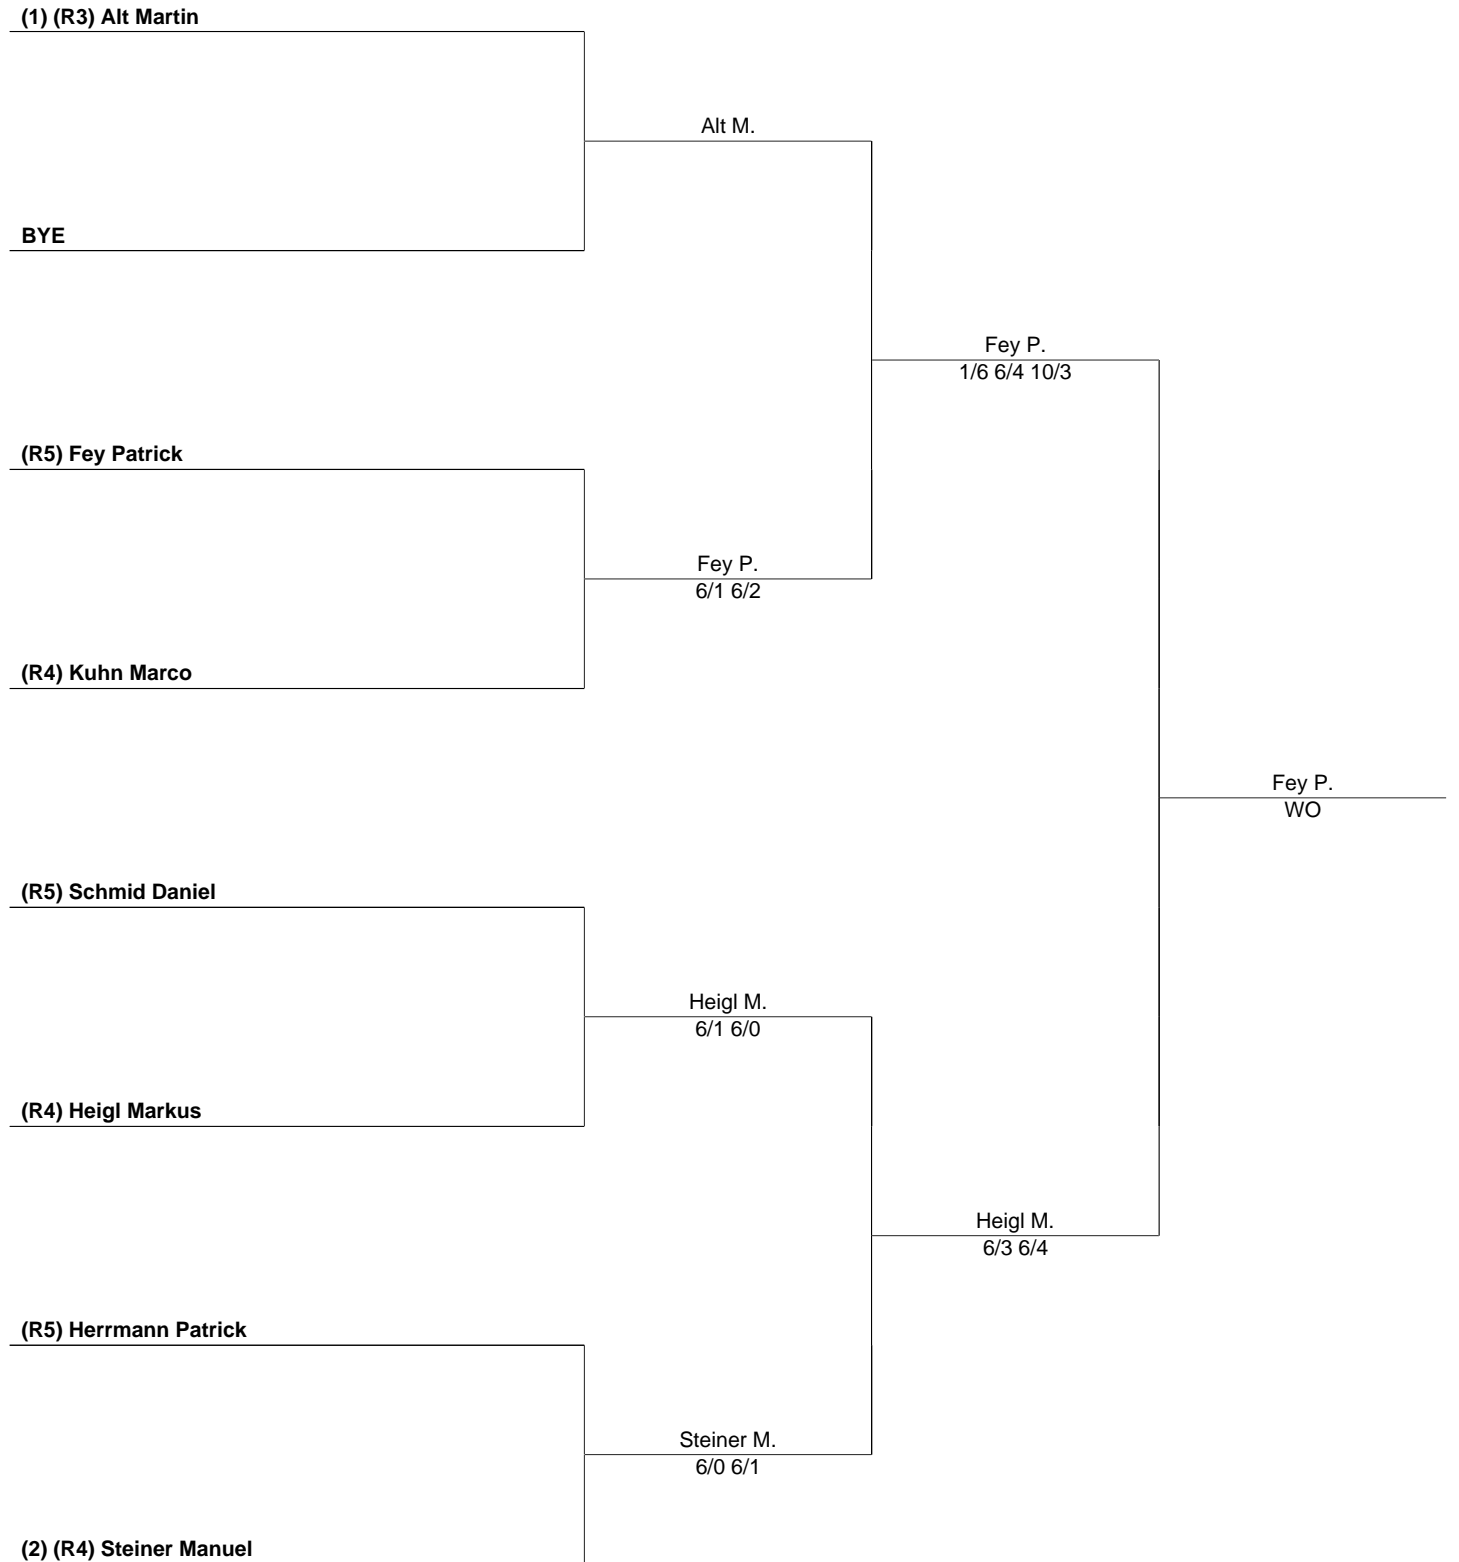 (1) (R3) Alt Martin
Alt M.
BYE
Fey P.
1/6 6/4 10/3
(R5) Fey Patrick
Fey P.
6/1 6/2
(R4) Kuhn Marco
Fey P.
WO
(R5) Schmid Daniel
Heigl M.
6/1 6/0
(R4) Heigl Markus
Heigl M.
6/3 6/4
(R5) Herrmann Patrick
Steiner M.
6/0 6/1
(2) (R4) Steiner Manuel